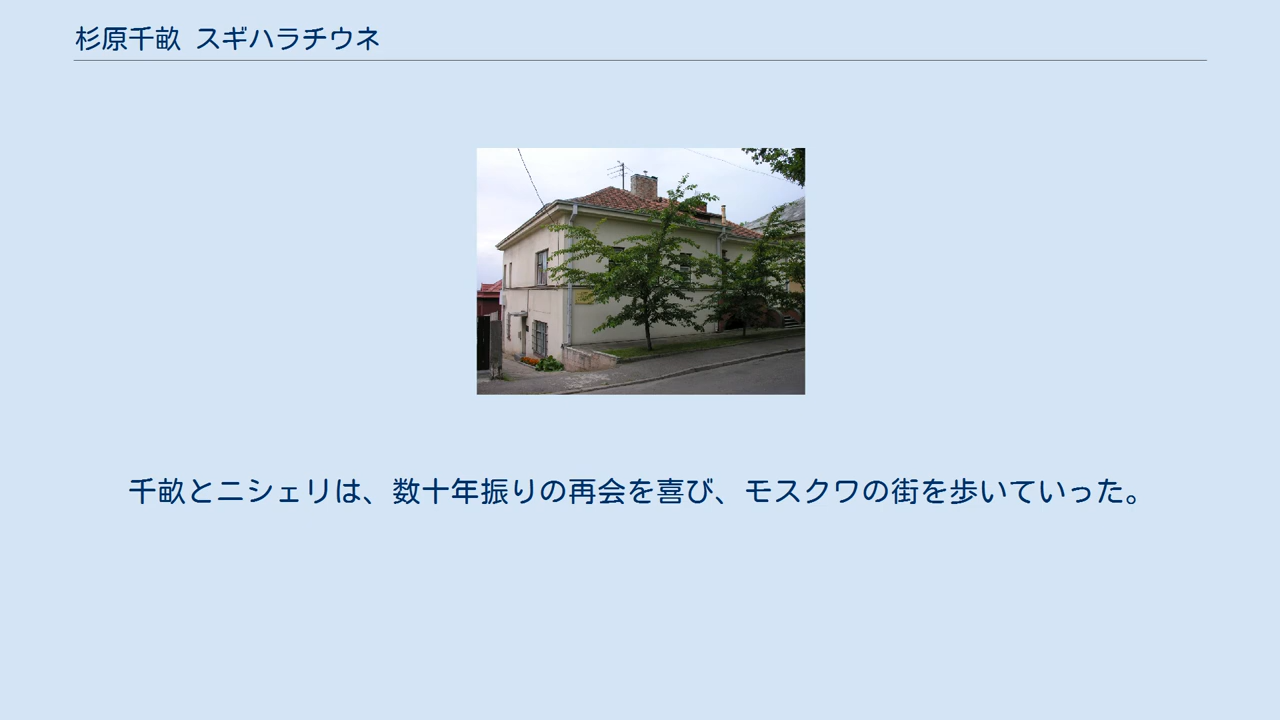 杉原千畝 スギハラチウネ
千畝とニシェリは、数十年振りの再会を喜び、モスクワの街を歩いていった。